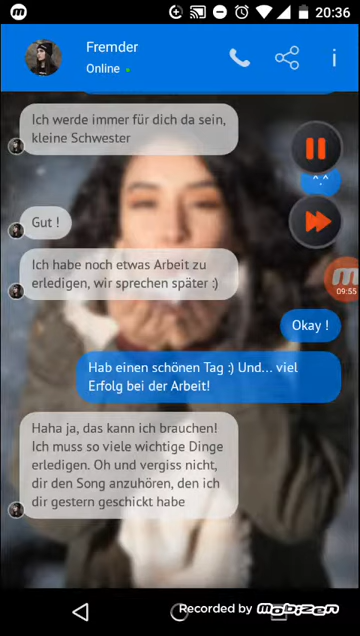 20:36
Fremder
Online
Ich werde immer für dich da sein,
kleine Schwester
^.^
Gut !
Ich habe noch etwas Arbeit zu
erledigen, wir sprechen später :)
09:55
Okay !
Hab einen schönen Tag :) Und... viel
Erfolg bei der Arbeit!
Haha ja, das kann ich brauchen!
Ich muss so viele wichtige Dinge
erledigen. Oh und vergiss nicht,
dir den Song anzuhören, den ich
dir gestern geschickt habe
Recorded by mobizen